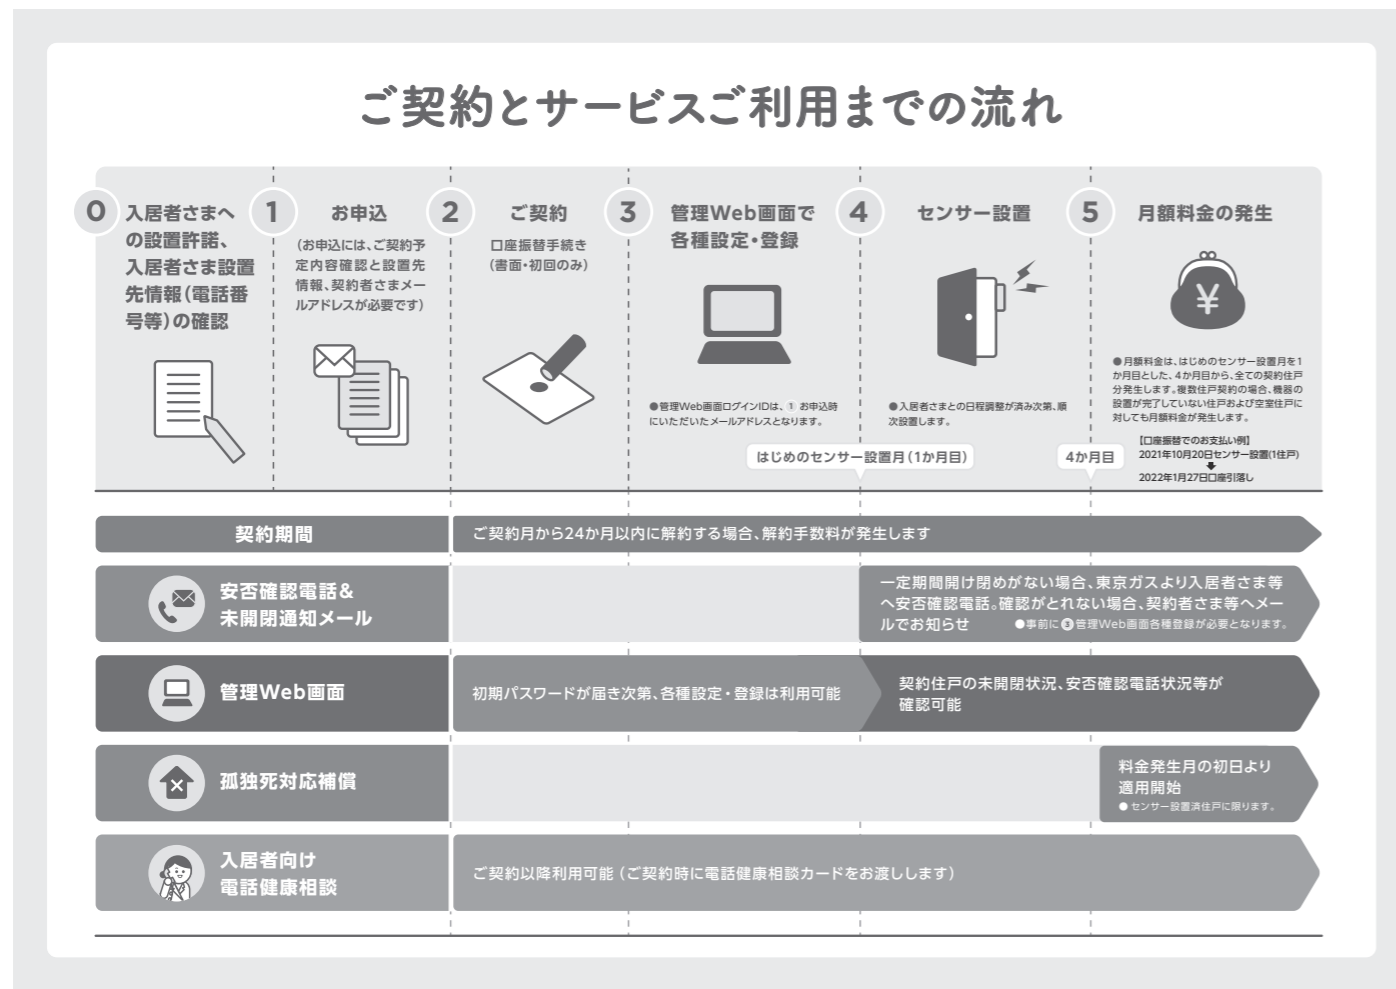 ご契約とサービスご利用までの流れ
0
入居者さまへ
の設置許諾、
入居者さま設置
先情報(電話番
号等)の確認
1
お申込
(お申込には、ご契約予
定内容確認と設置先
情報、契約者さまメー
ルアドレスが必要です)
2
ご契約
口座振替手続き
(書面・初回のみ)
3
管理Web画面で
各種設定・登録
●管理Web画面ログインIDは、① お申込時
にいただいたメールアドレスとなります。
4
センサー設置
●入居者さまとの日程調整が済み次第、順
次設置します。
5
月額料金の発生
¥
●月額料金は、はじめのセンサー設置月を1
か月目とした、4か月目から、全ての契約住戸
分発生します。複数住戸契約の場合、機器の
設置が完了していない住戸および空室住戸に
対しても月額料金が発生します。
【口座振替でのお支払い例】
2021年10月20日センサー設置(1住戸)
2022年1月27日口座引落し
はじめのセンサー設置月(1か月目)
4か月目
契約期間
ご契約月から24か月以内に解約する場合、解約手数料が発生します
安否確認電話&
未開閉通知メール
一定期間開け閉めがない場合、東京ガスより入居者さま等
へ安否確認電話。確認がとれない場合、契約者さま等へメー
ルでお知らせ ●事前に❸管理Web画面各種登録が必要となります。
管理Web画面
初期パスワードが届き次第、各種設定・登録は利用可能
契約住戸の未開閉状況、安否確認電話状況等が
確認可能
孤独死対応補償
料金発生月の初日より
適用開始
● センサー設置済住戸に限ります。
入居者向け
電話健康相談
ご契約以降利用可能(ご契約時に電話健康相談カードをお渡しします)